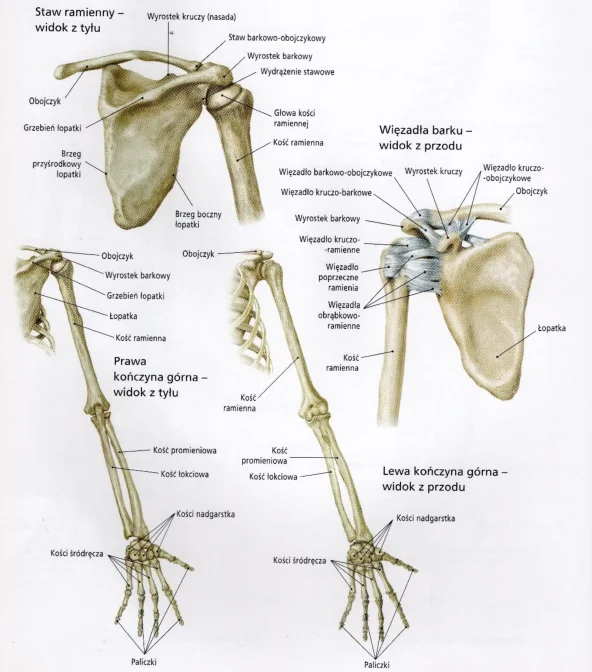 Staw ramienny –
widok z tyłu
Wyrostek kruczy (nasada)
Staw barkowo-obojczykowy
Wyrostek barkowy
Wydrążenie stawowe
Obojczyk
Głowa kości
ramiennej
Grzebień łopatki
Kość ramienna
Brzeg
przyśrodkowy
łopatki
Brzeg boczny
łopatki
Więzadła barku –
widok z przodu
Więzadło barkowo-obojczykowe
Wyrostek kruczy
Więzadło kruczo-
-obojczykowe
Więzadło kruczo-barkowe
Obojczyk
Wyrostek barkowy
Więzadło kruczo-
-ramienne
Więzadło
poprzeczne
ramienia
Więzadła
obrąbkowo-
-ramienne
Łopatka
Kość
ramienna
Obojczyk
Wyrostek barkowy
Grzebień łopatki
Łopatka
Kość ramienna
Prawa
kończyna górna –
widok z tyłu
Kość promieniowa
Kość łokciowa
Kości nadgarstka
Kości śródręcza
Paliczki
Obojczyk
Kość
ramienna
Kość
promieniowa
Kość łokciowa
Lewa kończyna górna –
widok z przodu
Kości nadgarstka
Kości śródręcza
Paliczki